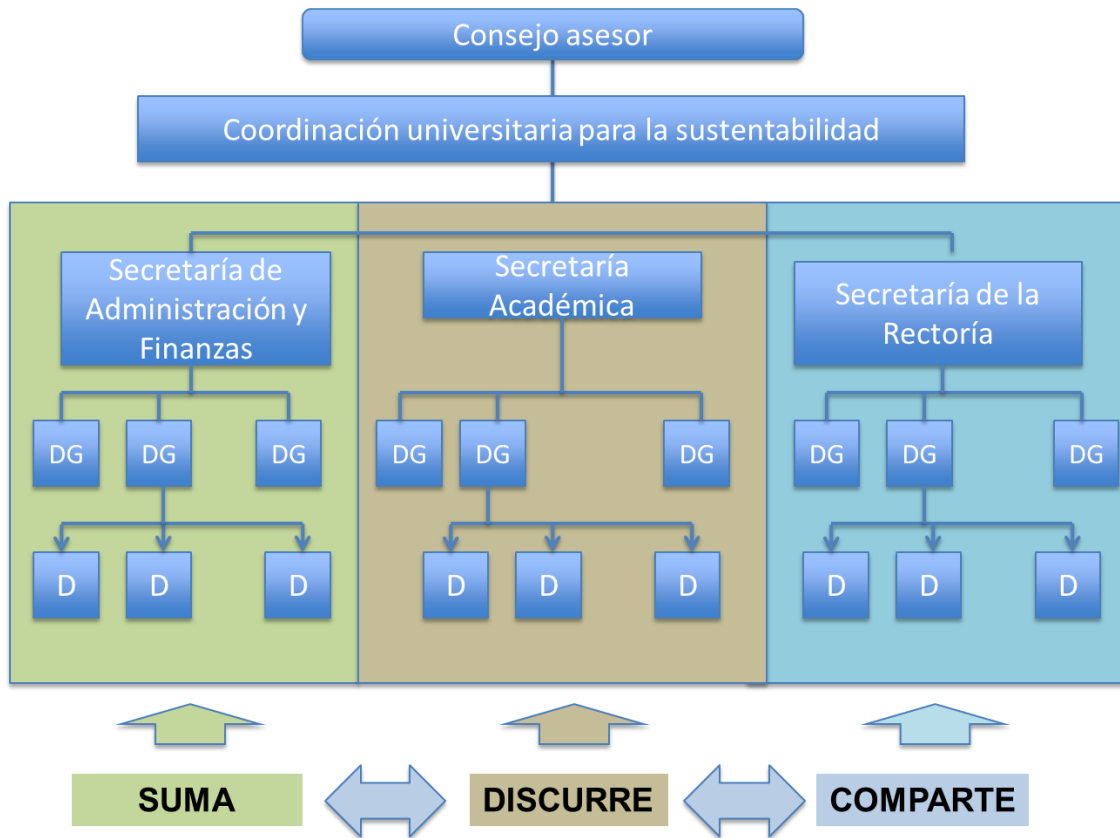 Consejo asesor
Coordinación universitaria para la sustentabilidad
Secretaría de
Administración y
Finanzas
Secretaría
Académica
Secretaría de la
Rectoría
DG DG DG DG DG DG DG DG DG
D D D D D D D D D
SUMA DISCURRE COMPARTE